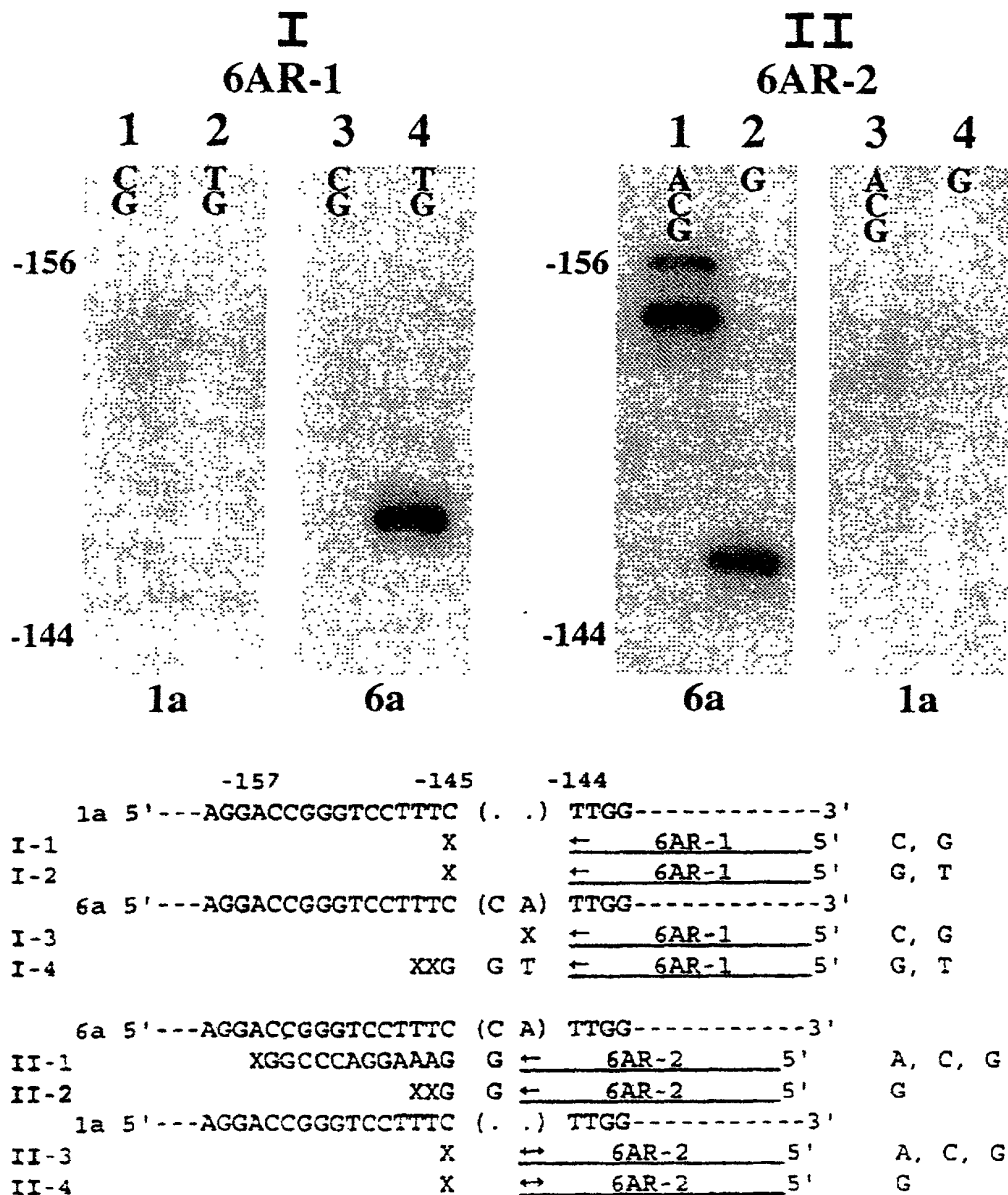 I II
6AR-1 6AR-2
1 2 3 4 1 2 3 4
C T C T A G A G
G G G G C C
G G
-156 -156
-144 -144
1a 6a 6a 1a
-157 -145 -144
1a 5'---AGGACCGGGTCCTTTC (. .) TTGG------------3'
I-1 X ← 6AR-1 5' C, G
I-2 X ← 6AR-1 5' G, T
6a 5'---AGGACCGGGTCCTTTC (C A) TTGG------------3'
I-3 X ← 6AR-1 5' C, G
I-4 XXG G T ← 6AR-1 5' G, T
6a 5'---AGGACCGGGTCCTTTC (C A) TTGG-----------3'
II-1 XGGCCCAGGAAAG G ← 6AR-2 5' A, C, G
II-2 XXG G ← 6AR-2 5' G
1a 5'---AGGACCGGGTCCTTTC (. .) TTGG-----------3'
II-3 X ↔ 6AR-2 5' A, C, G
II-4 X ↔ 6AR-2 5' G